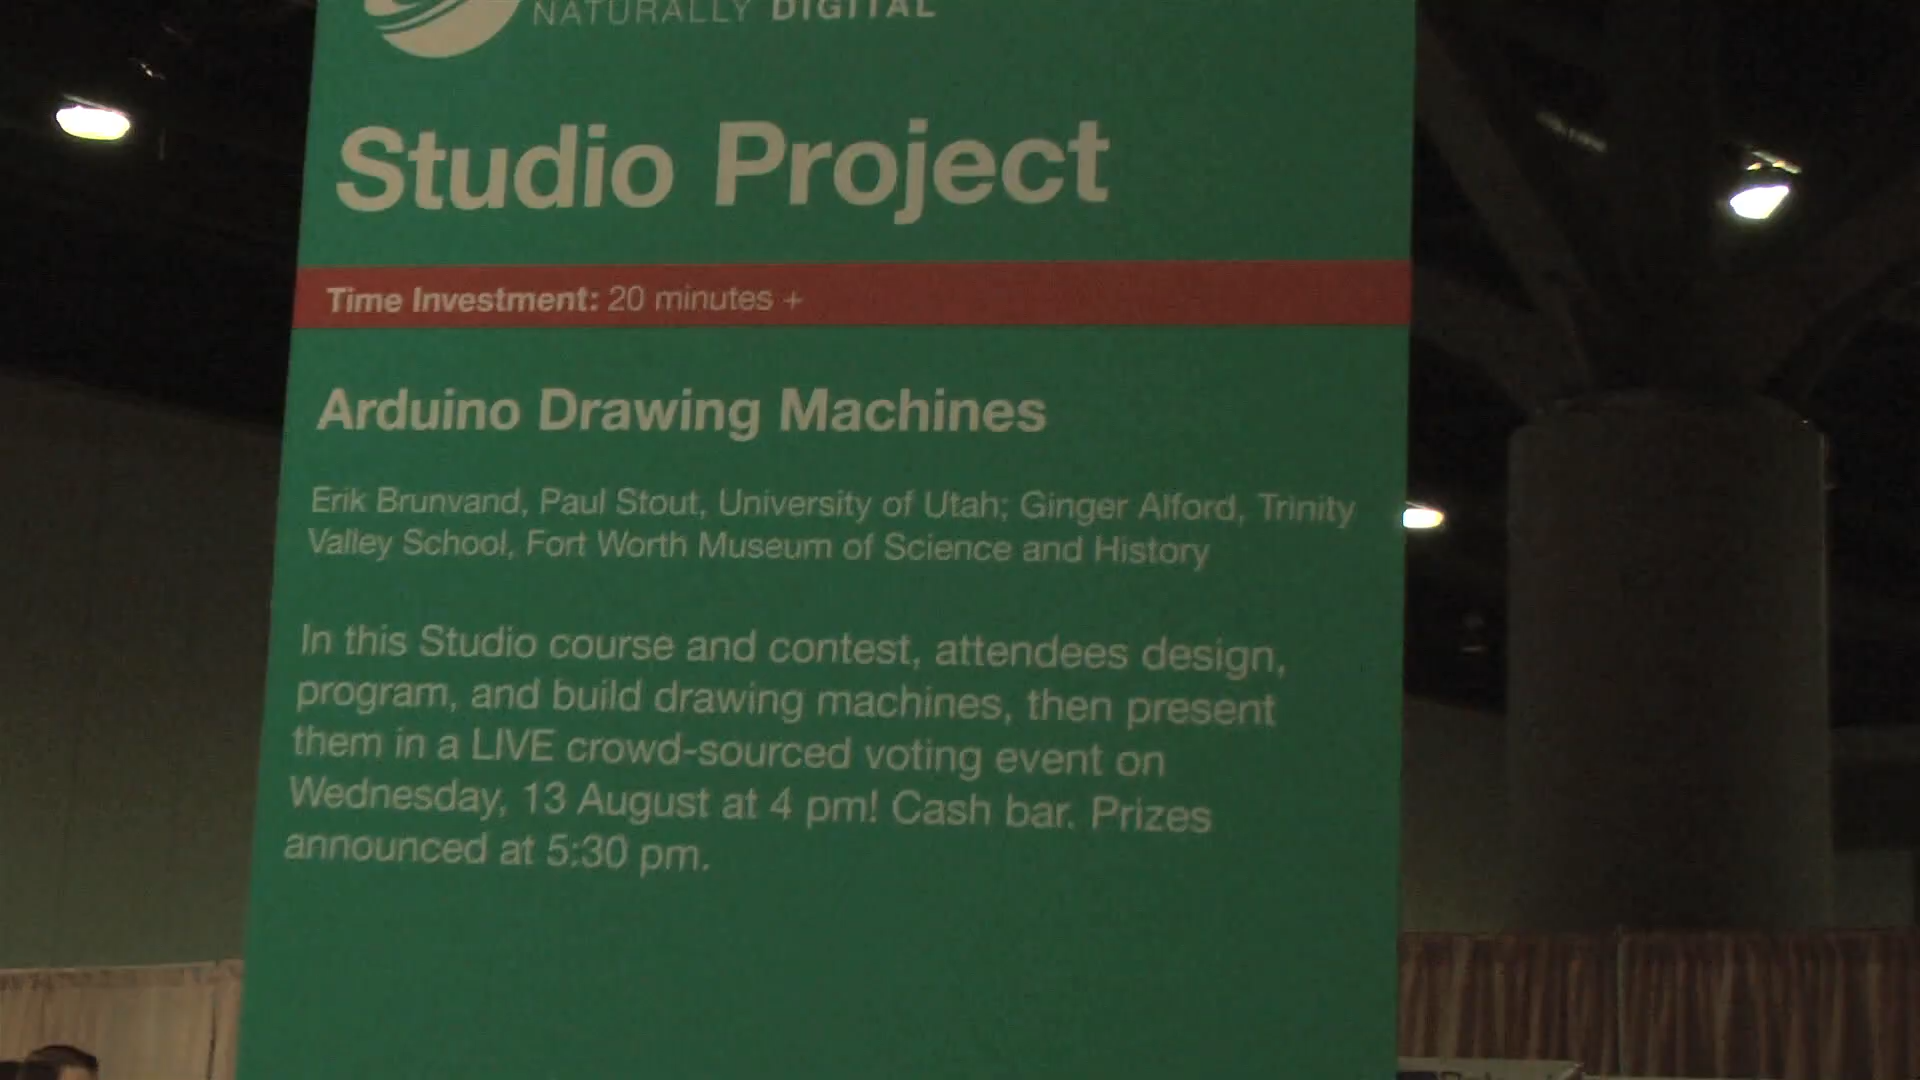 NATURALLY DIGITAL
Studio Project
Time Investment: 20 minutes +
Arduino Drawing Machines
Erik Brunvand, Paul Stout, University of Utah; Ginger Alford, Trinity
Valley School, Fort Worth Museum of Science and History
In this Studio course and contest, attendees design,
program, and build drawing machines, then present
them in a LIVE crowd-sourced voting event on
Wednesday, 13 August at 4 pm! Cash bar. Prizes
announced at 5:30 pm.